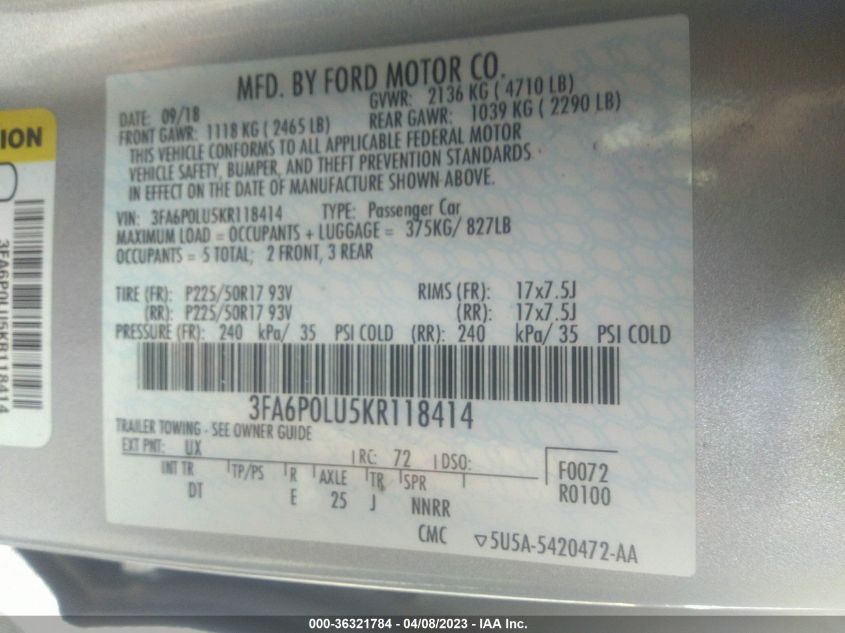 MFD. BY FORD MOTOR CO.
DATE: 09/18 GVWR: 2136 KG ( 4710 LB)
FRONT GAWR: 1118 KG ( 2465 LB) REAR GAWR: 1039 KG ( 2290 LB)
THIS VEHICLE CONFORMS TO ALL APPLICABLE FEDERAL MOTOR
VEHICLE SAFETY, BUMPER, AND THEFT PREVENTION STANDARDS
IN EFFECT ON THE DATE OF MANUFACTURE SHOWN ABOVE.
VIN: 3FA6P0LU5KR118414 TYPE: Passenger Car
MAXIMUM LOAD = OCCUPANTS + LUGGAGE = 375KG/ 827LB
OCCUPANTS = 5 TOTAL; 2 FRONT, 3 REAR
TIRE (FR): P225/50R17 93V RIMS (FR): 17x7.5J
(RR): P225/50R17 93V (RR): 17x7.5J
PRESSURE (FR): 240 kPa/ 35 PSI COLD (RR): 240 kPa/ 35 PSI COLD
3FA6P0LU5KR118414
TRAILER TOWING - SEE OWNER GUIDE
EXT PNT: UX RC: 72 DSO: F0072
INT TR TP/PS R AXLE TR SPR R0100
DT E 25 J NNRR
CMC ▽5U5A-5420472-AA
ION
3FA6P0LU5KR118414
000-36321784 - 04/08/2023 - IAA Inc.